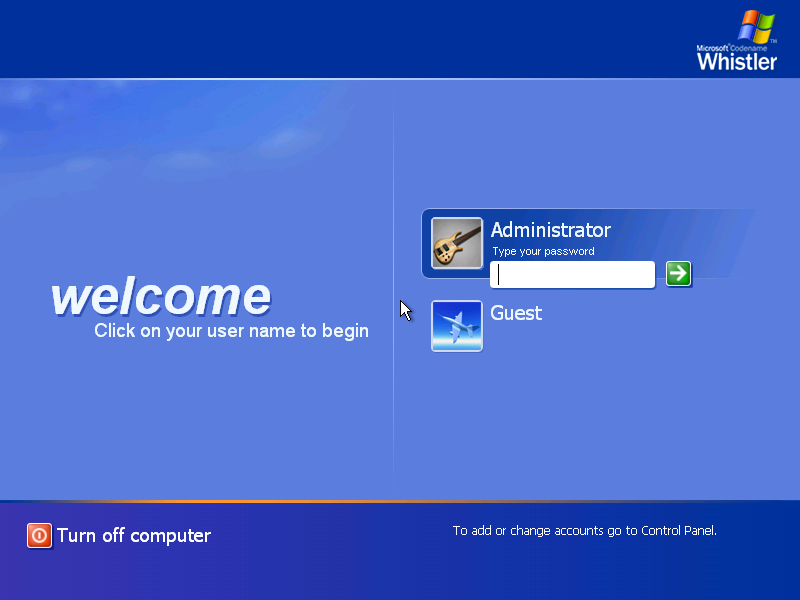 Microsoft Codename
Whistler
Administrator
Type your password
welcome
Click on your user name to begin
Guest
Turn off computer
To add or change accounts go to Control Panel.